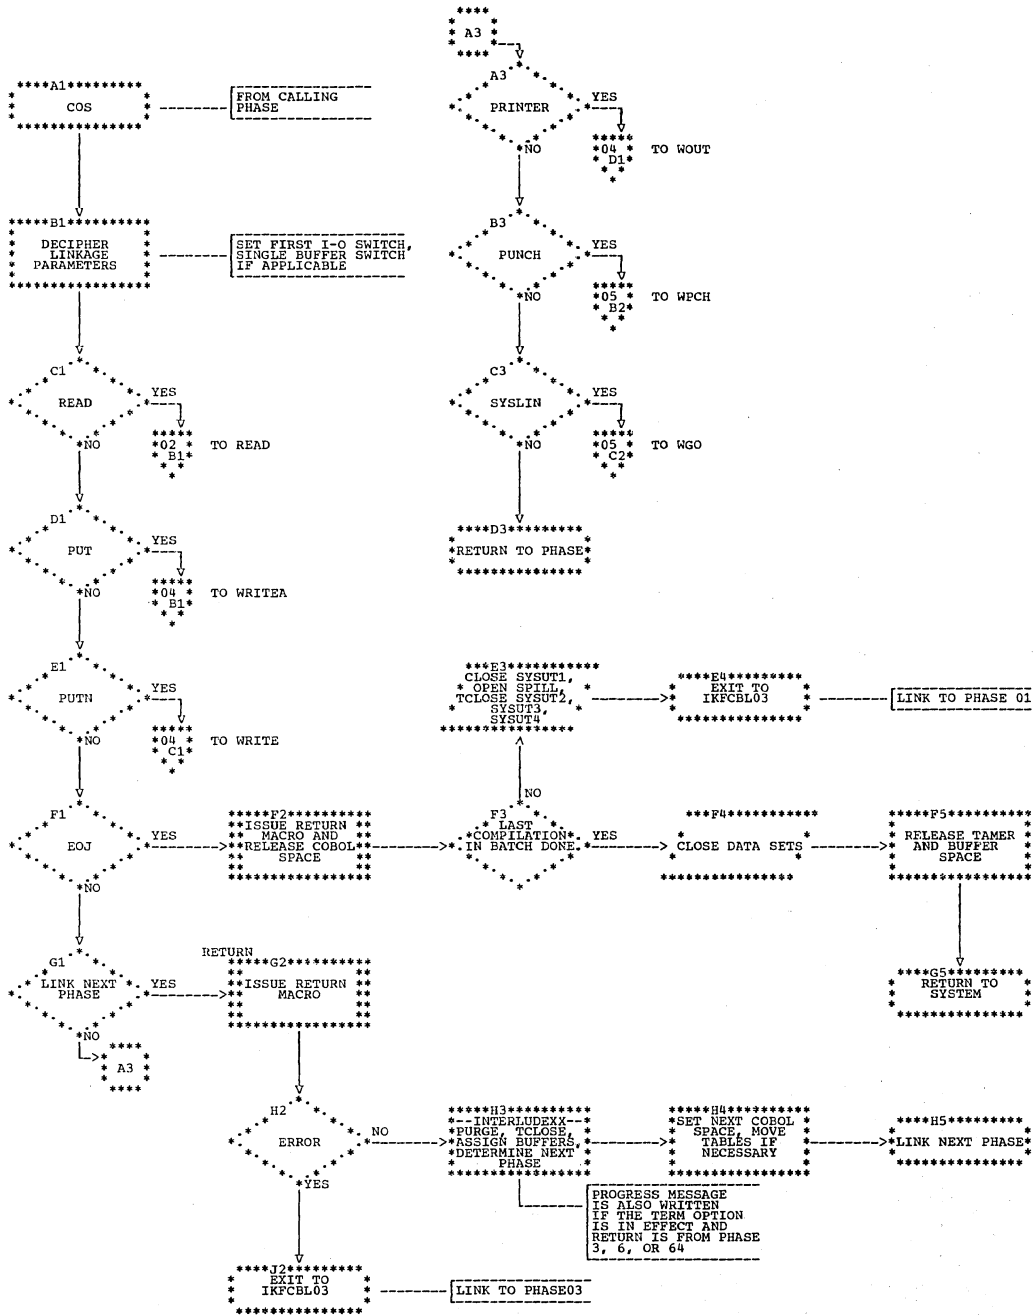 A1
COS
FROM CALLING
PHASE
B1
DECIPHER
LINKAGE
PARAMETERS
SET FIRST I-O SWITCH,
SINGLE BUFFER SWITCH
IF APPLICABLE
C1
READ
YES
02
B1
TO READ
NO
D1
PUT
YES
04
B1
TO WRITEA
NO
E1
PUTN
YES
04
C1
TO WRITE
NO
F1
EOJ
YES
NO
G1
LINK NEXT
PHASE
YES
NO
A3
A3
A3
PRINTER
YES
04
D1
TO WOUT
NO
B3
PUNCH
YES
05
B2
TO WPCH
NO
C3
SYSLIN
YES
05
C2
TO WGO
NO
D3
RETURN TO PHASE
E3
CLOSE SYSUT1,
OPEN SPILL,
TCLOSE SYSUT2,
SYSUT3,
SYSUT4
E4
EXIT TO
IKFCBL03
LINK TO PHASE 01
NO
F2
ISSUE RETURN
MACRO AND
RELEASE COBOL
SPACE
F3
LAST
COMPILATION
IN BATCH DONE
YES
F4
CLOSE DATA SETS
F5
RELEASE TAMER
AND BUFFER
SPACE
G5
RETURN TO
SYSTEM
RETURN
G2
ISSUE RETURN
MACRO
H2
ERROR
NO
YES
H3
--INTERLUDEXX--
PURGE, TCLOSE,
ASSIGN BUFFERS,
DETERMINE NEXT
PHASE
H4
SET NEXT COBOL
SPACE, MOVE
TABLES IF
NECESSARY
H5
LINK NEXT PHASE
PROGRESS MESSAGE
IS ALSO WRITTEN
IF THE TERM OPTION
IS IN EFFECT AND
RETURN IS FROM PHASE
3, 6, OR 64
J2
EXIT TO
IKFCBL03
LINK TO PHASE03